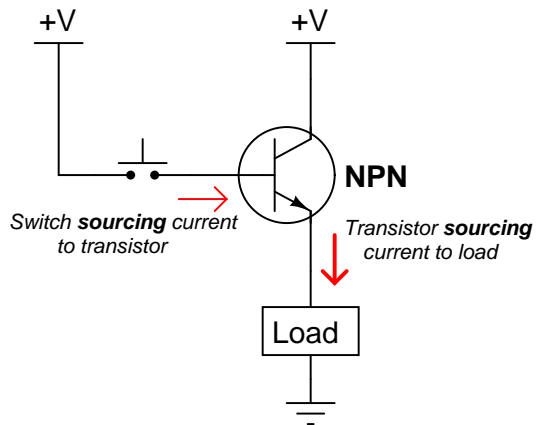 +V
+V
NPN
Switch sourcing current
to transistor
Transistor sourcing
current to load
Load